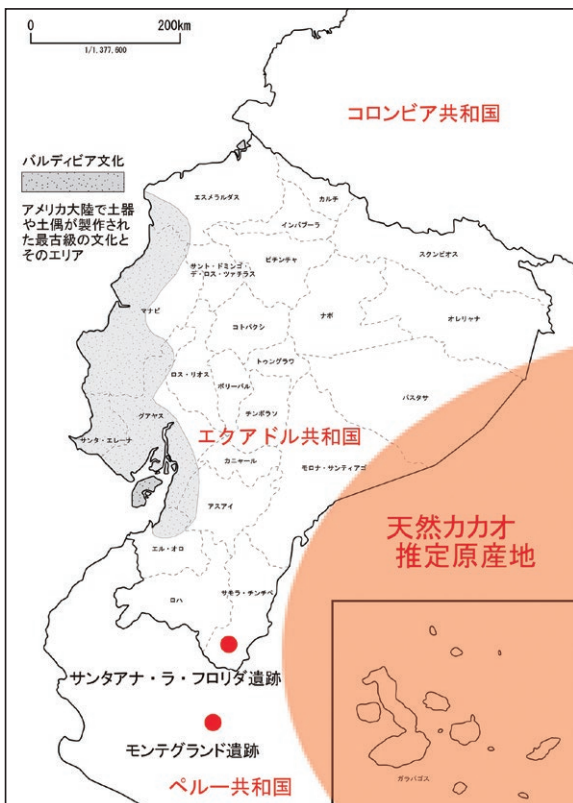 0 200km
1/1,377,600
コロンビア共和国
バルディビア文化
アメリカ大陸で土器
や土偶が製作され
た最古級の文化と
そのエリア
エスメラルダス
カルチ
インバブーラ
スクンビオス
サント・ドミンゴ・
デ・ロス・ツァチラス
ピチンチャ
マナビ
ナポ
オレリャナ
コトパクシ
トゥングラワ
ロス・リオス
ボリーバル
パスタサ
チンボラソ
グアヤス
エクアドル共和国
サンタ・エレーナ
カニャール
モロナ・サンティアゴ
アスアイ
天然カカオ
推定原産地
エル・オロ
ロハ
サモラ・チンチペ
サンタアナ・ラ・フロリダ遺跡
モンテグランド遺跡
ペルー共和国
ガラパゴス